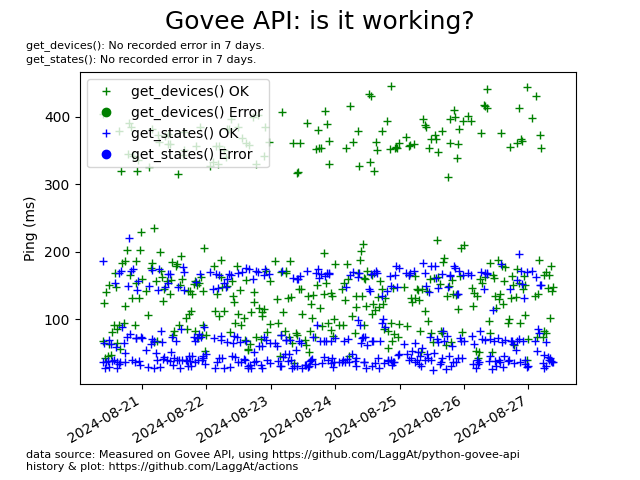 Govee API: is it working?
get_devices(): No recorded error in 7 days.
get_states(): No recorded error in 7 days.
get_devices() OK
get_devices() Error
get_states() OK
get_states() Error
Ping (ms)
400
300
200
100
2024-08-21
2024-08-22
2024-08-23
2024-08-24
2024-08-25
2024-08-26
2024-08-27
data source: Measured on Govee API, using https://github.com/LaggAt/python-govee-api
history & plot: https://github.com/LaggAt/actions